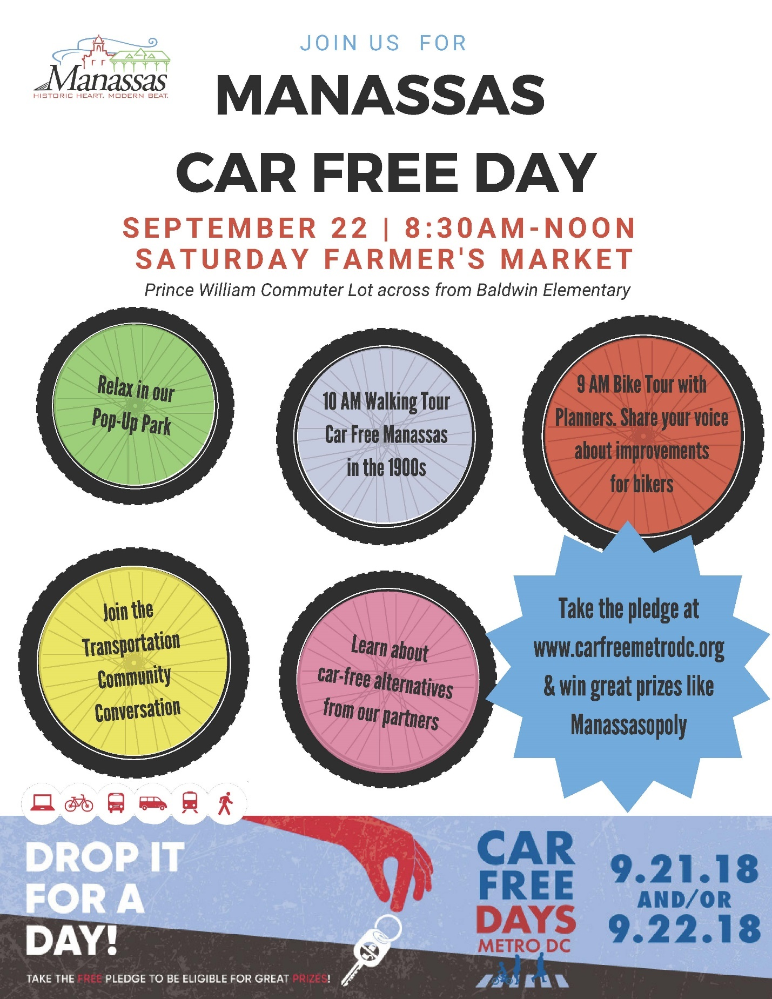 Manassas
HISTORIC HEART. MODERN BEAT.
JOIN US FOR
MANASSAS
CAR FREE DAY
SEPTEMBER 22 | 8:30AM-NOON
SATURDAY FARMER'S MARKET
Prince William Commuter Lot across from Baldwin Elementary
Relax in our
Pop-Up Park
10 AM Walking Tour
Car Free Manassas
in the 1900s
9 AM Bike Tour with
Planners. Share your voice
about improvements
for bikers
Join the
Transportation
Community
Conversation
Learn about
car-free alternatives
from our partners
Take the pledge at
www.carfreemetrodc.org
& win great prizes like
Manassasopoly
DROP IT
FOR A
DAY!
TAKE THE FREE PLEDGE TO BE ELIGIBLE FOR GREAT PRIZES!
CAR
FREE
DAYS
METRO DC
9.21.18
AND/OR
9.22.18